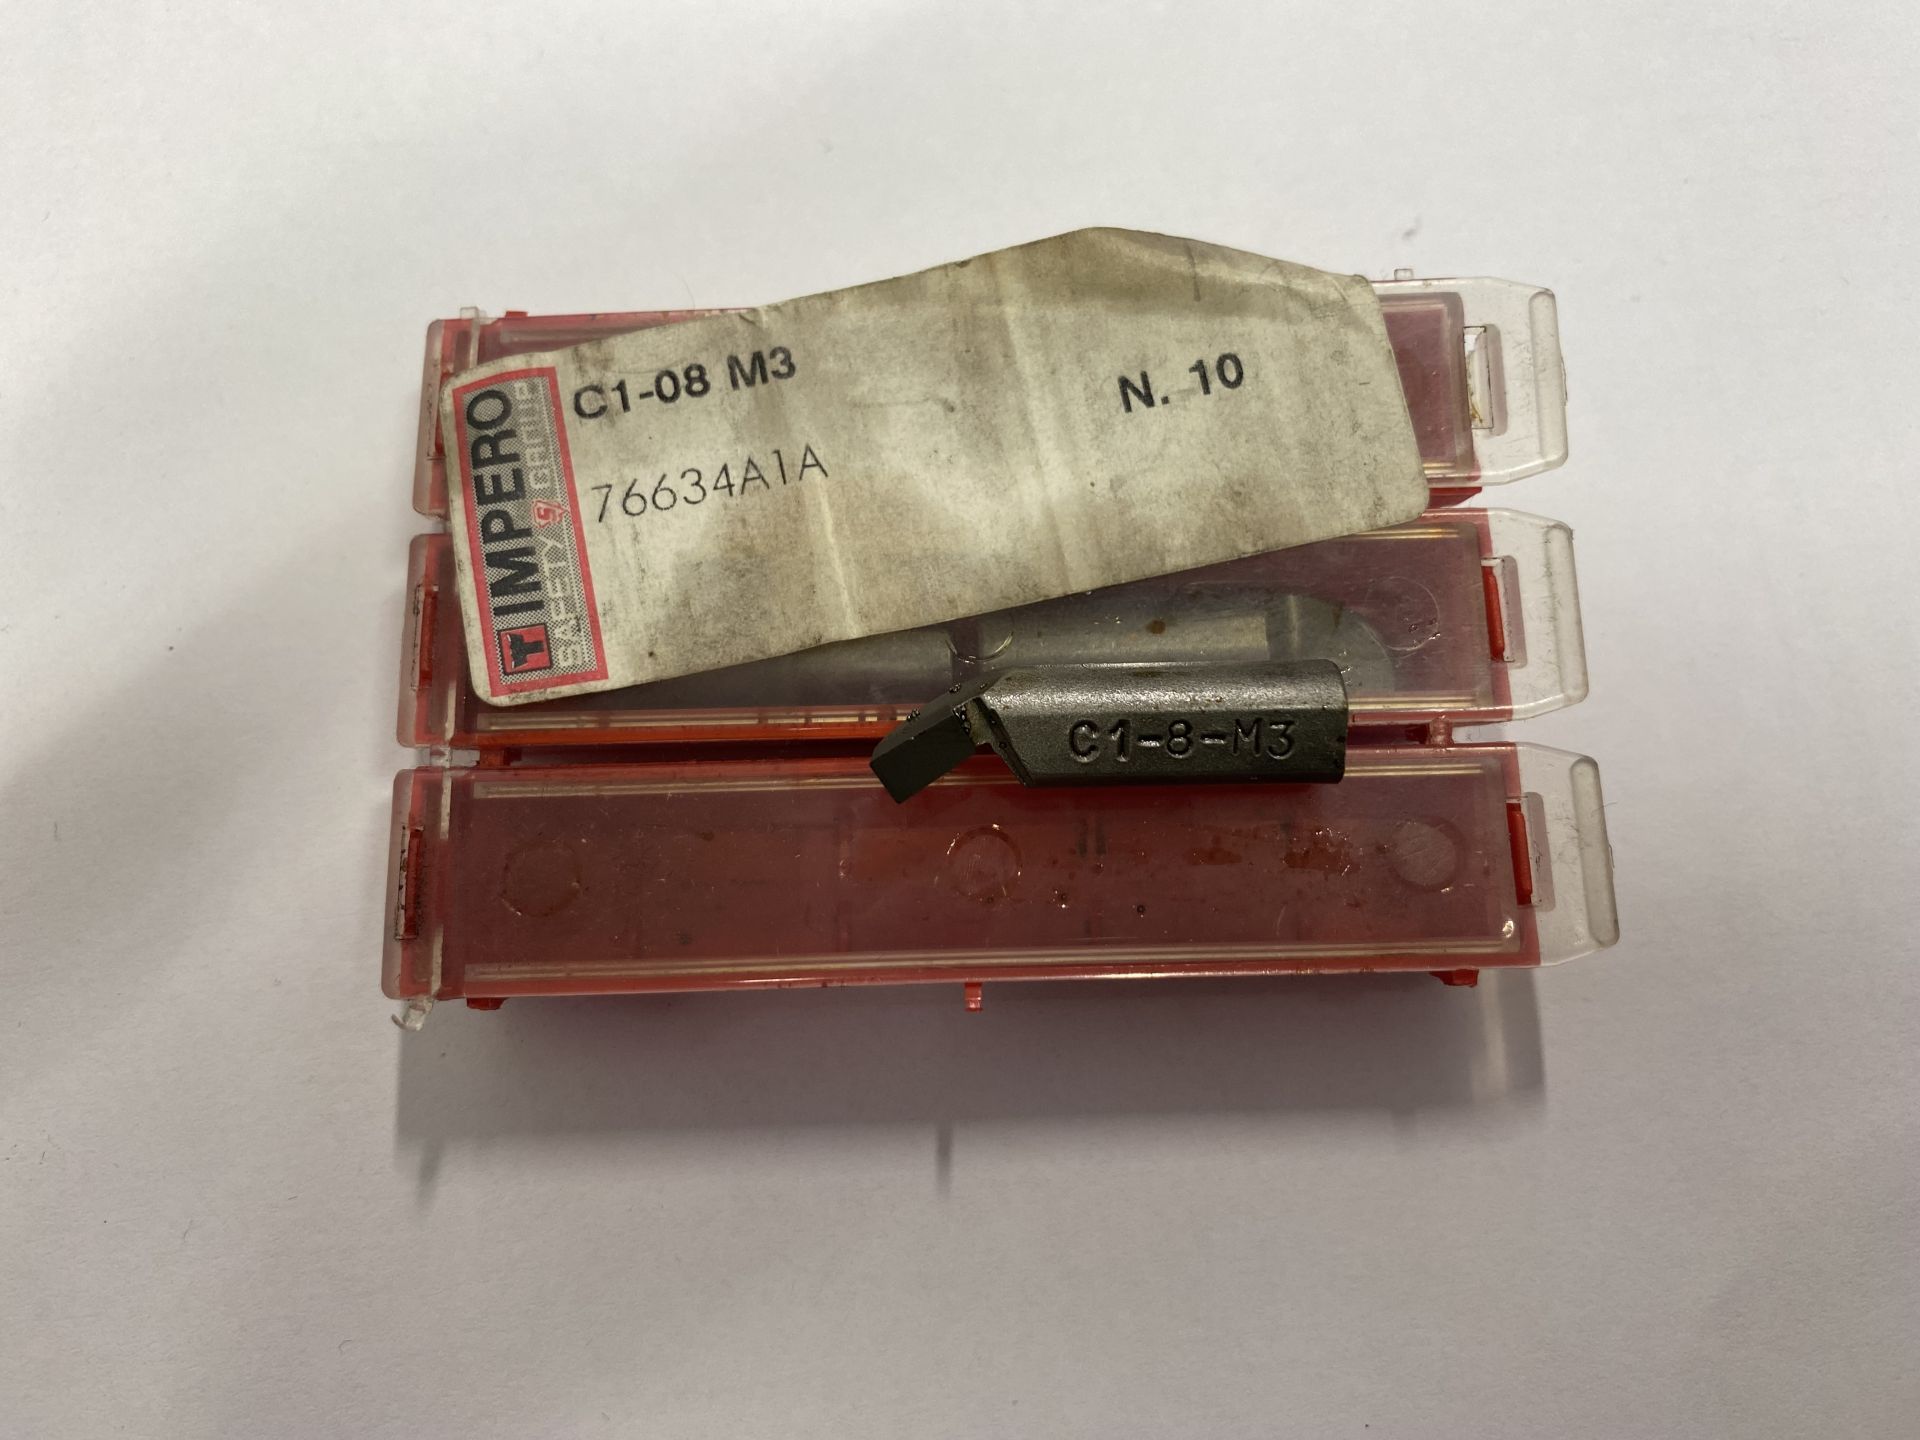 IMPERO
SAFETY GROUP
C1-08 M3
N. 10
76634A1A
C1-8-M3